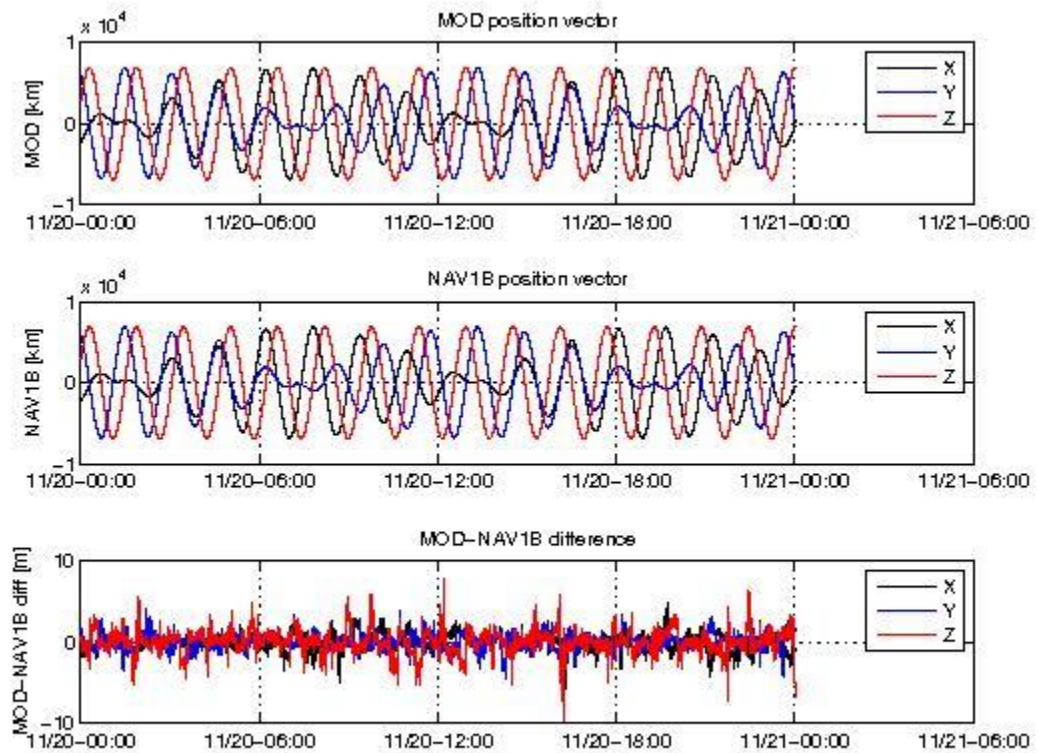 MOD position vector
x 10^4
1
0
-1
MOD [km]
X
Y
Z
11/20-00:00 11/20-06:00 11/20-12:00 11/20-18:00 11/21-00:00 11/21-06:00
NAV1B position vector
x 10^4
1
0
-1
NAV1B [km]
X
Y
Z
11/20-00:00 11/20-06:00 11/20-12:00 11/20-18:00 11/21-00:00 11/21-06:00
MOD-NAV1B difference
10
0
-10
MOD-NAV1B diff [m]
X
Y
Z
11/20-00:00 11/20-06:00 11/20-12:00 11/20-18:00 11/21-00:00 11/21-06:00